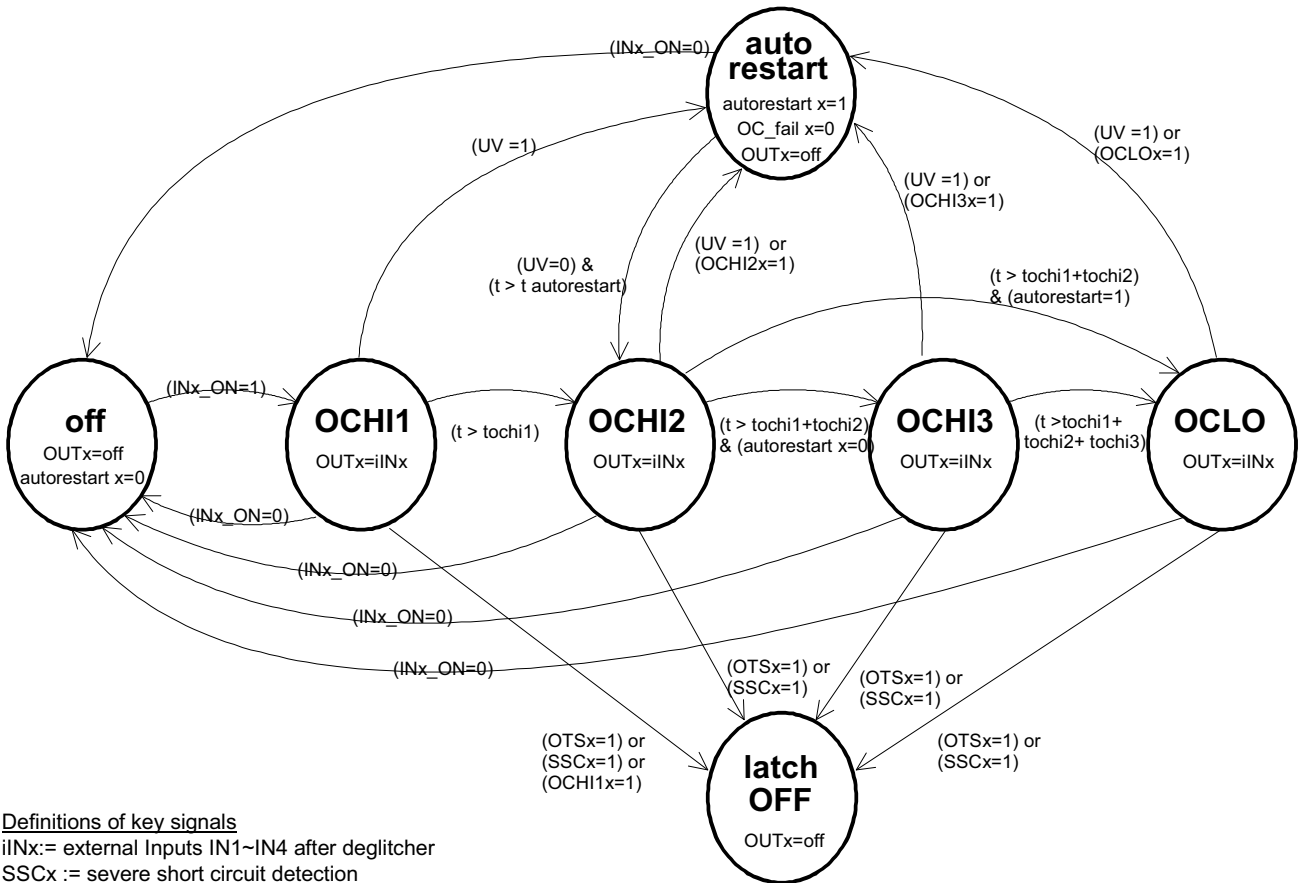 auto
restart
autorestart x=1
OC_fail x=0
OUTx=off
(INx_ON=0)
(UV =1)
(UV =1) or
(OCLOx=1)
(UV =1) or
(OCHI3x=1)
(UV =1) or
(OCHI2x=1)
(UV=0) &
(t > t autorestart)
(t > tochi1+tochi2)
& (autorestart=1)
off
OUTx=off
autorestart x=0
(INx_ON=1)
OCHI1
OUTx=iINx
(t > tochi1)
OCHI2
OUTx=iINx
(t > tochi1+tochi2)
& (autorestart x=0)
OCHI3
OUTx=iINx
(t >tochi1+
tochi2+ tochi3)
OCLO
OUTx=iINx
(INx_ON=0)
(INx_ON=0)
(INx_ON=0)
(INx_ON=0)
(OTSx=1) or
(SSCx=1) or
(OCHI1x=1)
(OTSx=1) or
(SSCx=1)
(OTSx=1) or
(SSCx=1)
(OTSx=1) or
(SSCx=1)
latch
OFF
OUTx=off
Definitions of key signals
iINx:= external Inputs IN1~IN4 after deglitcher
SSCx := severe short circuit detection